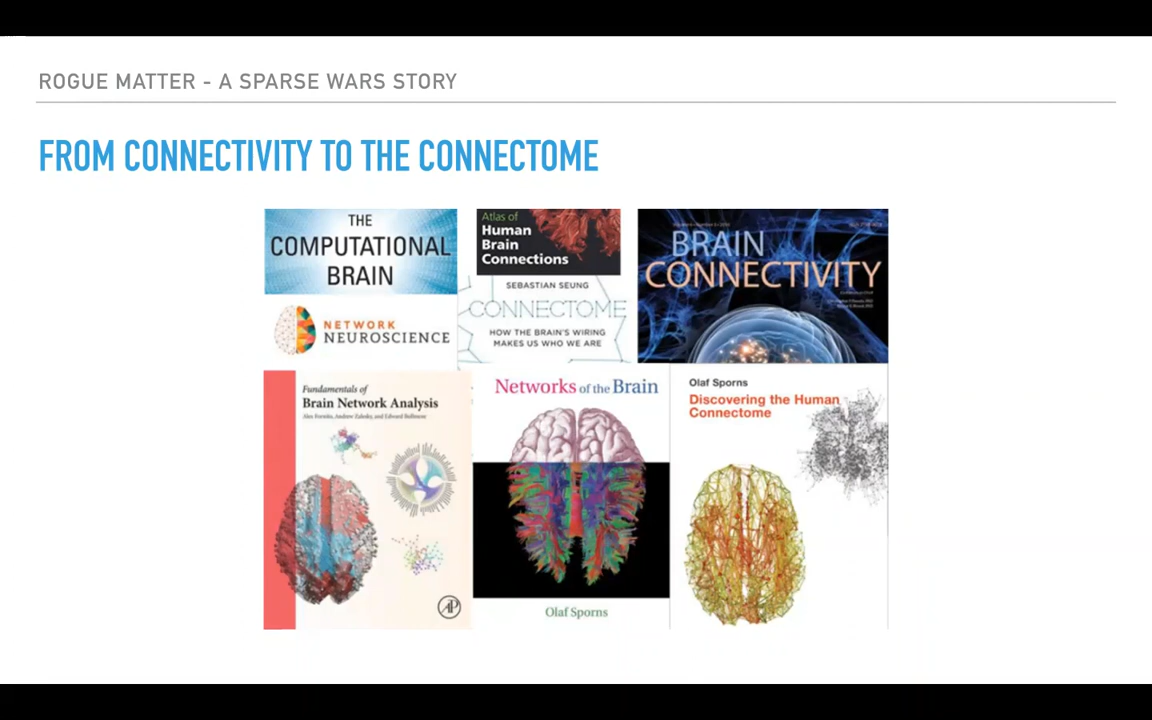 ROGUE MATTER - A SPARSE WARS STORY
FROM CONNECTIVITY TO THE CONNECTOME
THE
COMPUTATIONAL
BRAIN
NETWORK
NEUROSCIENCE
Atlas of
Human
Brain
Connections
SEBASTIAN SEUNG
CONNECTOME
HOW THE BRAIN'S WIRING
MAKES US WHO WE ARE
BRAIN
CONNECTIVITY
Fundamentals of
Brain Network Analysis
Alex Fornito, Andrew Zalesky, and Edward Bullmore
AP
Networks of the Brain
Olaf Sporns
Olaf Sporns
Discovering the Human
Connectome